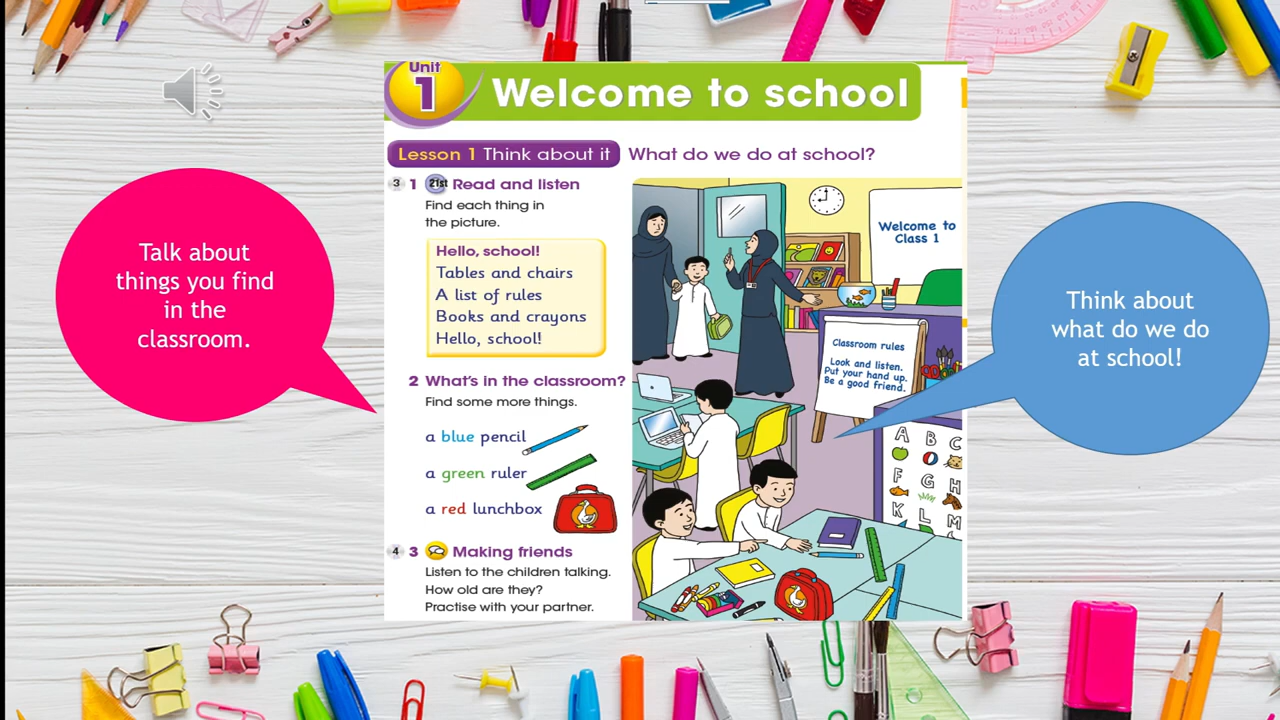 Unit
1
Welcome to school
Lesson 1 Think about it
What do we do at school?
3 1 21st Read and listen
Find each thing in
the picture.
Hello, school!
Tables and chairs
A list of rules
Books and crayons
Hello, school!
2 What's in the classroom?
Find some more things.
a blue pencil
a green ruler
a red lunchbox
4 3 Making friends
Listen to the children talking.
How old are they?
Practise with your partner.
Talk about
things you find
in the
classroom.
Welcome to
Class 1
Classroom rules
Look and listen.
Put your hand up.
Be a good friend.
A B C
F G H
K L M
Think about
what do we do
at school!